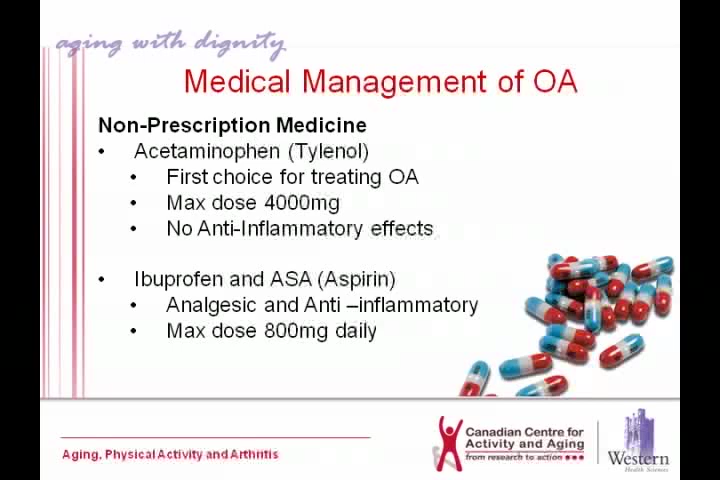 aging with dignity
Medical Management of OA
Non-Prescription Medicine
• Acetaminophen (Tylenol)
• First choice for treating OA
• Max dose 4000mg
• No Anti-Inflammatory effects
• Ibuprofen and ASA (Aspirin)
• Analgesic and Anti –inflammatory
• Max dose 800mg daily
Aging, Physical Activity and Arthritis
Canadian Centre for
Activity and Aging
from research to action
Western
Health Sciences